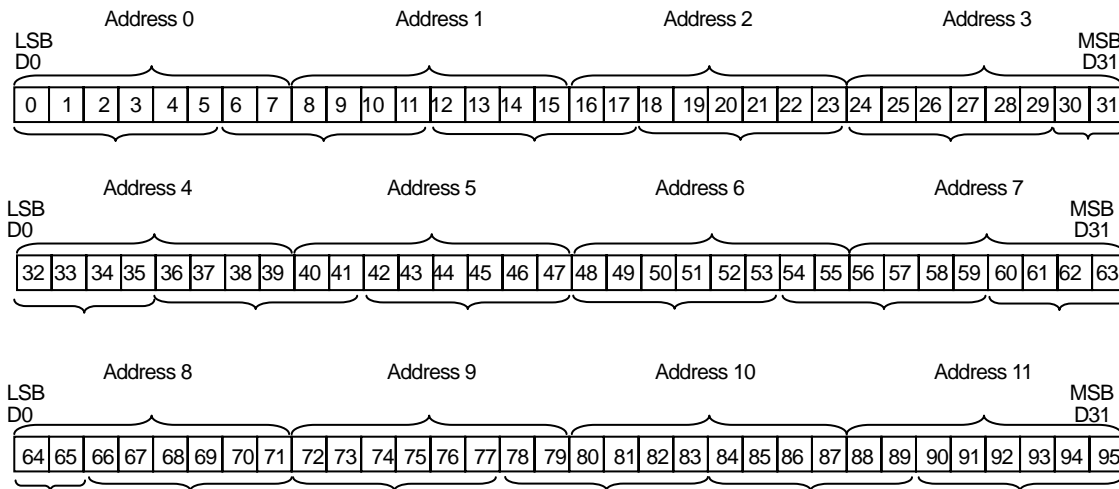 Address 0 Address 1 Address 2 Address 3
LSB MSB
D0 D31
0 1 2 3 4 5 6 7 8 9 10 11 12 13 14 15 16 17 18 19 20 21 22 23 24 25 26 27 28 29 30 31
Address 4 Address 5 Address 6 Address 7
LSB MSB
D0 D31
32 33 34 35 36 37 38 39 40 41 42 43 44 45 46 47 48 49 50 51 52 53 54 55 56 57 58 59 60 61 62 63
Address 8 Address 9 Address 10 Address 11
LSB MSB
D0 D31
64 65 66 67 68 69 70 71 72 73 74 75 76 77 78 79 80 81 82 83 84 85 86 87 88 89 90 91 92 93 94 95